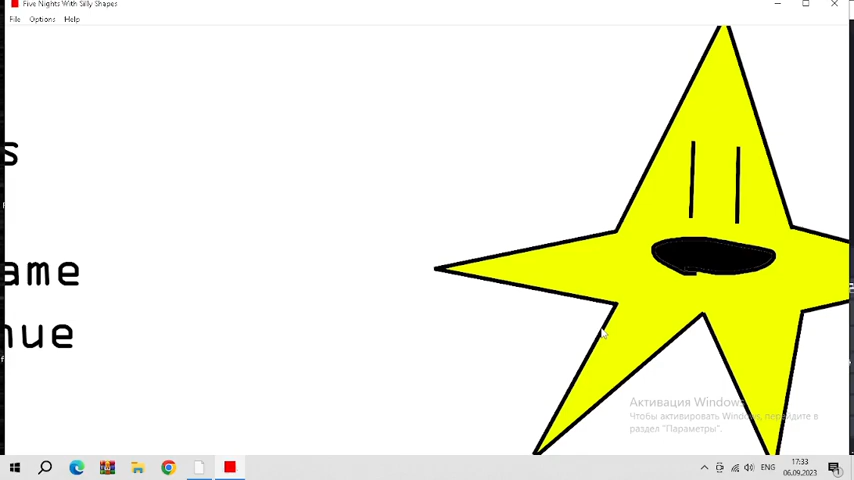 Five Nights With Silly Shapes
File Options Help
s
ame
nue
Активация Windows
Чтобы активировать Windows, перейдите в
раздел "Параметры".
ENG
17:33
06.09.2023